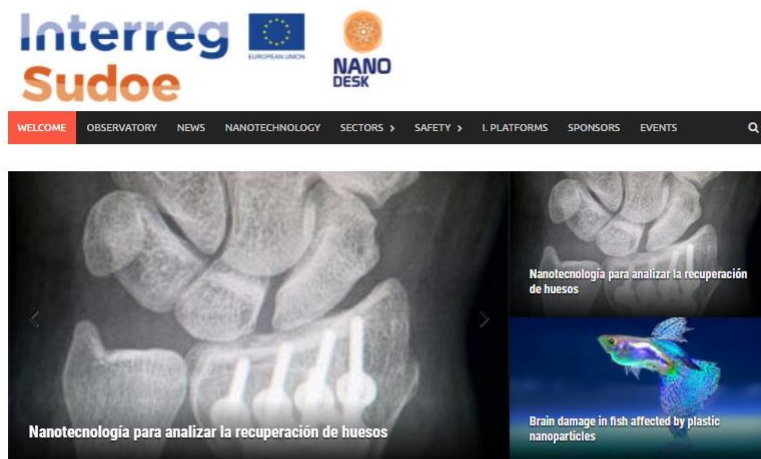 Interreg
Sudoe
EUROPEAN UNION
NANO
DESK
WELCOME OBSERVATORY NEWS NANOTECHNOLOGY SECTORS SAFETY I. PLATFORMS SPONSORS EVENTS
Nanotecnología para analizar la recuperación de huesos
Nanotecnología para analizar la recuperación
de huesos
Brain damage in fish affected by plastic
nanoparticles